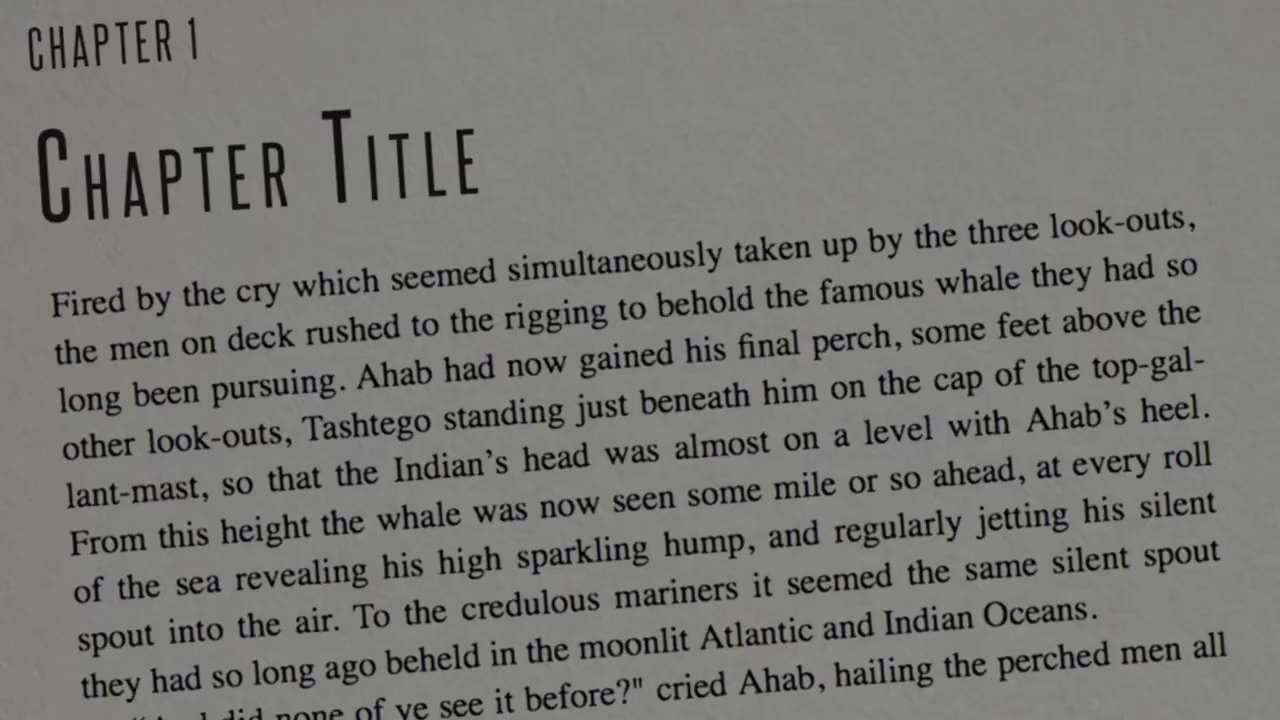 CHAPTER 1
CHAPTER TITLE
Fired by the cry which seemed simultaneously taken up by the three look-outs,
the men on deck rushed to the rigging to behold the famous whale they had so
long been pursuing. Ahab had now gained his final perch, some feet above the
other look-outs, Tashtego standing just beneath him on the cap of the top-gal-
lant-mast, so that the Indian’s head was almost on a level with Ahab’s heel.
From this height the whale was now seen some mile or so ahead, at every roll
of the sea revealing his high sparkling hump, and regularly jetting his silent
spout into the air. To the credulous mariners it seemed the same silent spout
they had so long ago beheld in the moonlit Atlantic and Indian Oceans.
did none of ye see it before?" cried Ahab, hailing the perched men all